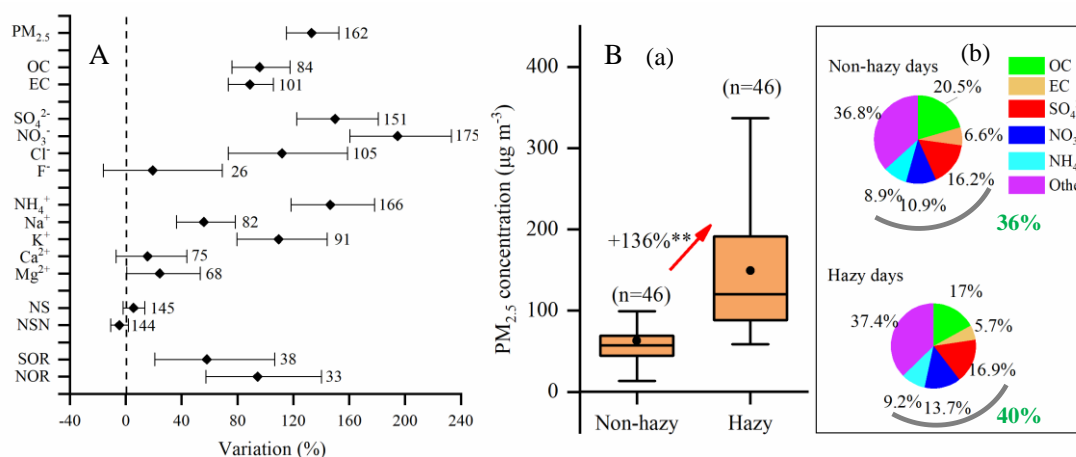 A
PM2.5
162
OC
84
EC
101
SO4 2-
151
NO3-
175
Cl-
105
F-
26
NH4+
166
Na+
82
K+
91
Ca2+
75
Mg2+
68
NS
145
NSN
144
SOR
38
NOR
33
-40 0 40 80 120 160 200 240
Variation (%)
B (a)
PM2.5 concentration (μg m-3)
400
300
200
100
0
(n=46)
+136%**
(n=46)
Non-hazy Hazy
(b)
OC
EC
SO4
NO3
NH4
Othe
Non-hazy days
20.5%
6.6%
16.2%
10.9%
8.9%
36.8%
36%
Hazy days
17%
5.7%
16.9%
13.7%
9.2%
37.4%
40%